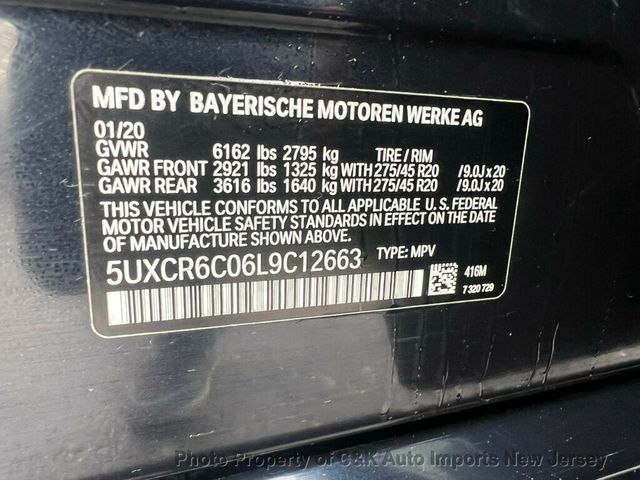 MFD BY BAYERISCHE MOTOREN WERKE AG
01/20
GVWR 6162 lbs 2795 kg TIRE / RIM
GAWR FRONT 2921 lbs 1325 kg WITH 275/45 R20 /9.0J x 20
GAWR REAR 3616 lbs 1640 kg WITH 275/45 R20 /9.0J x 20
THIS VEHICLE CONFORMS TO ALL APPLICABLE U. S. FEDERAL
MOTOR VEHICLE SAFETY STANDARDS IN EFFECT ON THE DATE
OF MANUFACTURE SHOWN ABOVE.
5UXCR6C06L9C12663 TYPE: MPV
416M
7 320 729
Photo Property of C&K Auto Imports New Jersey